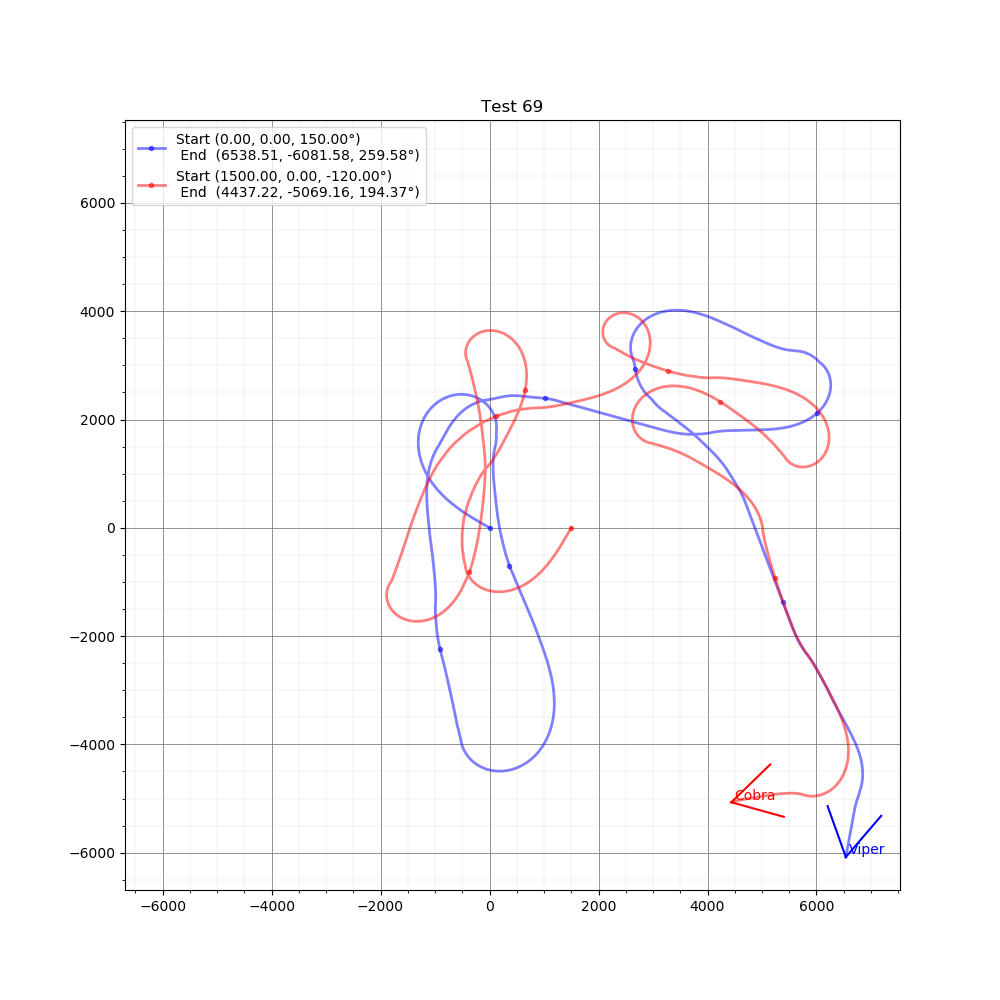 Test 69
Start (0.00, 0.00, 150.00°)
End  (6538.51, -6081.58, 259.58°)
Start (1500.00, 0.00, -120.00°)
End  (4437.22, -5069.16, 194.37°)
6000
4000
2000
0
−2000
−4000
−6000
Cobra
Viper
−6000 −4000 −2000 0 2000 4000 6000